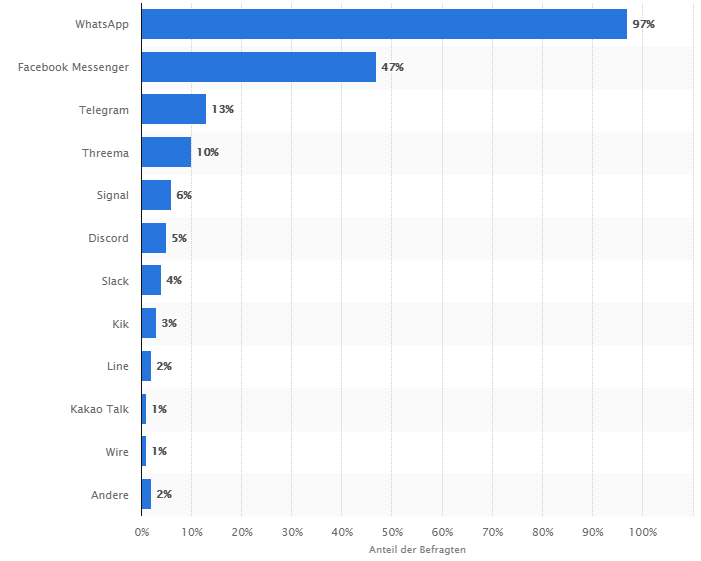 WhatsApp 97%
Facebook Messenger 47%
Telegram 13%
Threema 10%
Signal 6%
Discord 5%
Slack 4%
Kik 3%
Line 2%
Kakao Talk 1%
Wire 1%
Andere 2%
0% 10% 20% 30% 40% 50% 60% 70% 80% 90% 100%
Anteil der Befragten